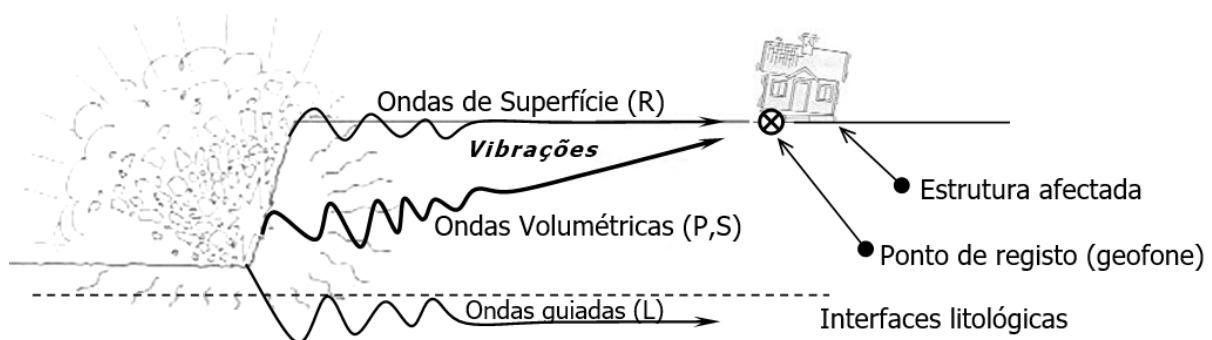 Ondas de Superfície (R)
Vibrações
Estrutura afectada
Ondas Volumétricas (P,S)
Ponto de registo (geofone)
Ondas guiadas (L)
Interfaces litológicas